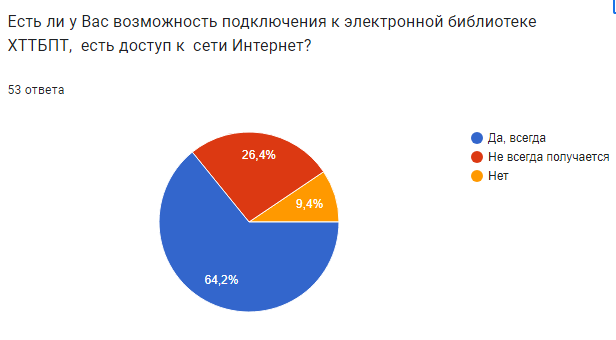 Есть ли у Вас возможность подключения к электронной библиотеке
ХТТБПТ,  есть доступ к  сети Интернет?
53 ответа
26,4%
9,4%
64,2%
Да, всегда
Не всегда получается
Нет